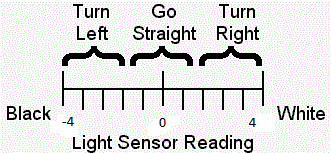 Turn Left
Go Straight
Turn Right
Black
White
-4
0
4
Light Sensor Reading